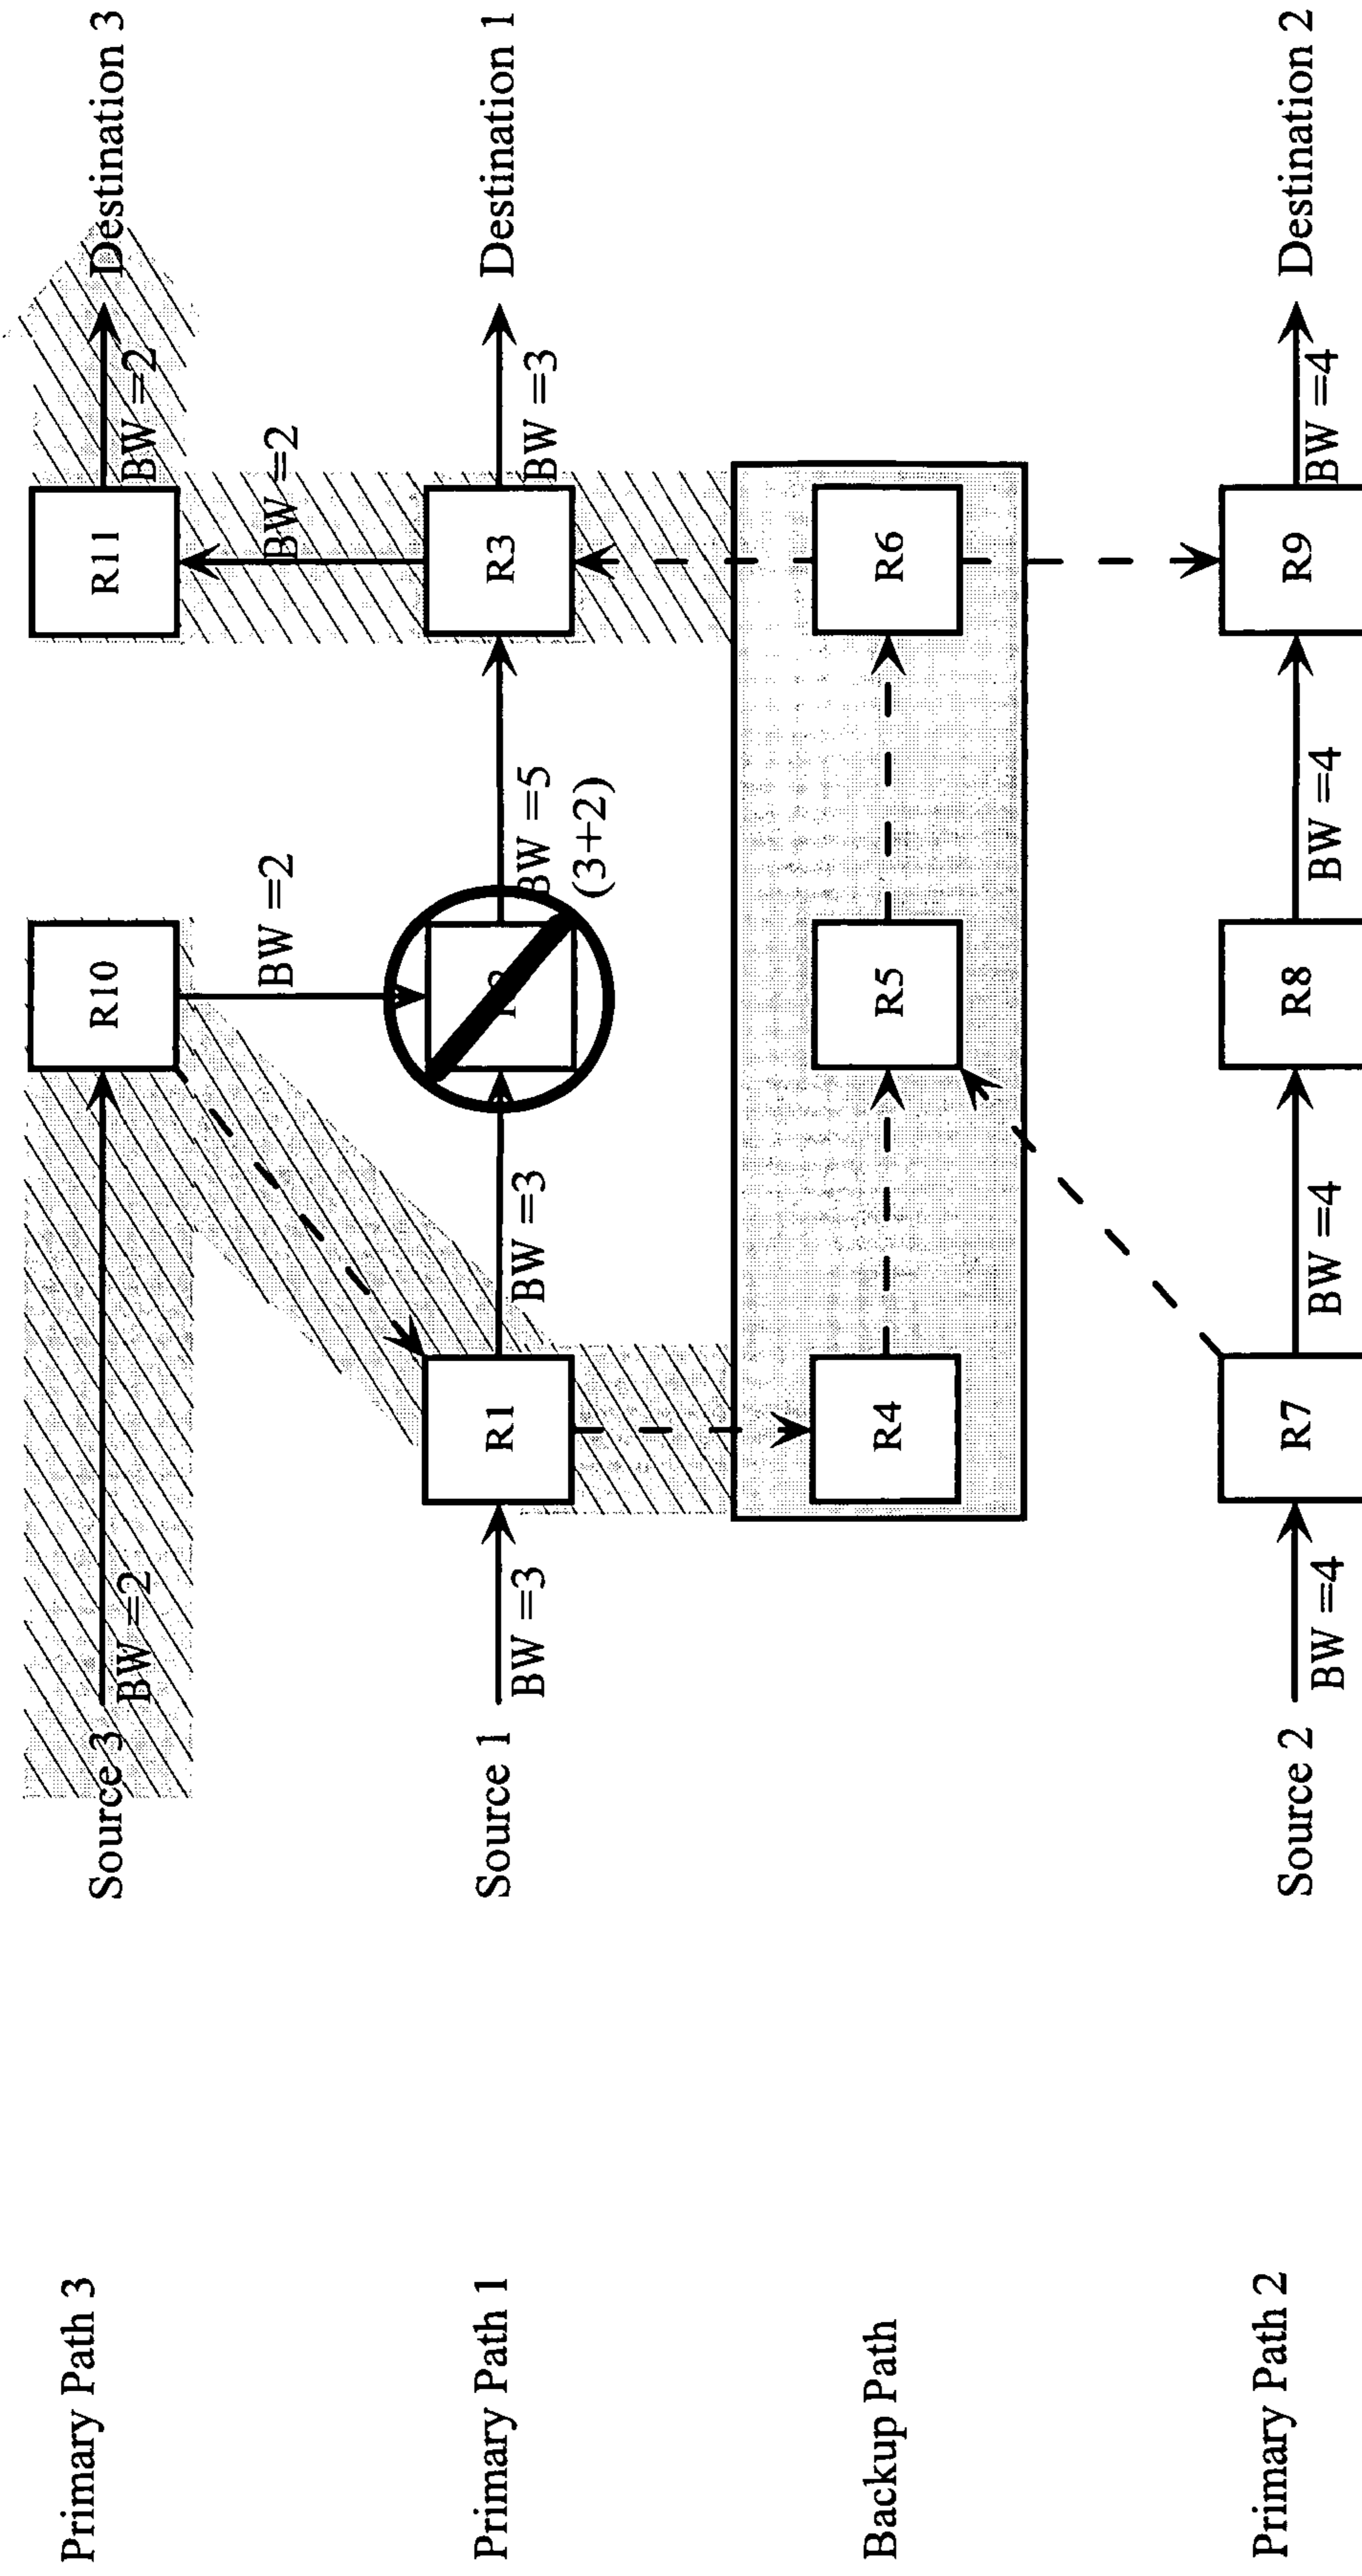 Primary Path 3
Source 3
BW =2
R10
R11
BW =2
Destination 3
BW =2
BW =2
Primary Path 1
Source 1
BW =3
R1
BW =3
BW =5
(3+2)
R3
BW =3
Destination 1
Backup Path
R4
R5
R6
Primary Path 2
Source 2
BW =4
R7
BW =4
R8
BW =4
R9
BW =4
Destination 2